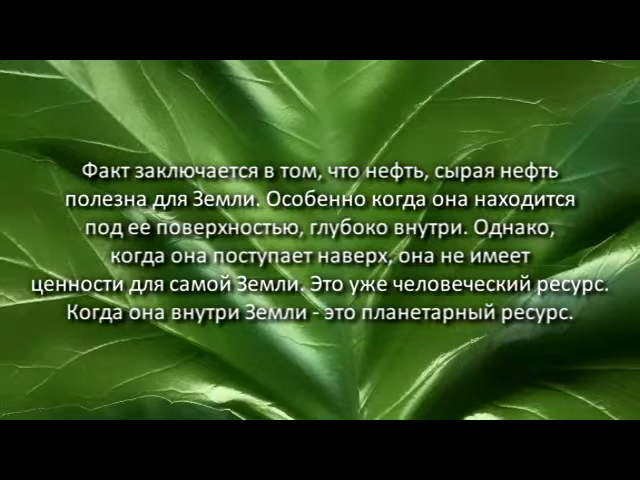 Факт заключается в том, что нефть, сырая нефть
полезна для Земли. Особенно когда она находится
под ее поверхностью, глубоко внутри. Однако,
когда она поступает наверх, она не имеет
ценности для самой Земли. Это уже человеческий ресурс.
Когда она внутри Земли - это планетарный ресурс.